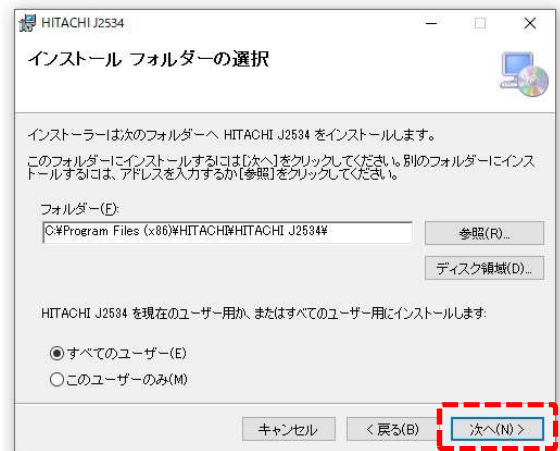 HITACHI J2534
インストール フォルダーの選択
インストーラーは次のフォルダーへ HITACHI J2534 をインストールします。
このフォルダーにインストールするには[次へ]をクリックしてください。別のフォルダーにインス
トールするには、アドレスを入力するか[参照]をクリックしてください。
フォルダー(F):
C:¥Program Files (x86)¥HITACHI¥HITACHI J2534¥
参照(R)...
ディスク領域(D)...
HITACHI J2534 を現在のユーザー用か、またはすべてのユーザー用にインストールします:
すべてのユーザー(E)
このユーザーのみ(M)
キャンセル
< 戻る(B)
次へ(N) >